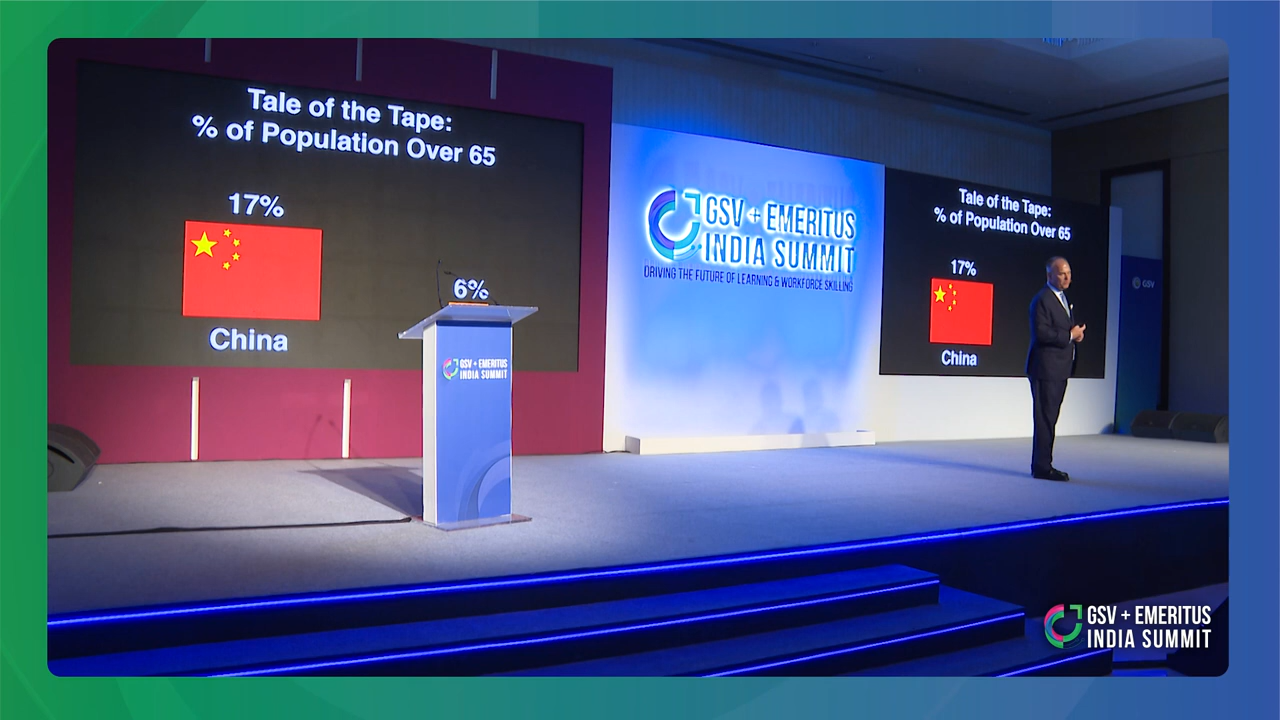 Tale of the Tape:
% of Population Over 65
17%
China
6%
GSV + EMERITUS
INDIA SUMMIT
GSV + EMERITUS
INDIA SUMMIT
DRIVING THE FUTURE OF LEARNING & WORKFORCE SKILLING
Tale of the Tape:
% of Population Over 65
17%
China
GSV
GSV + EMERITUS
INDIA SUMMIT